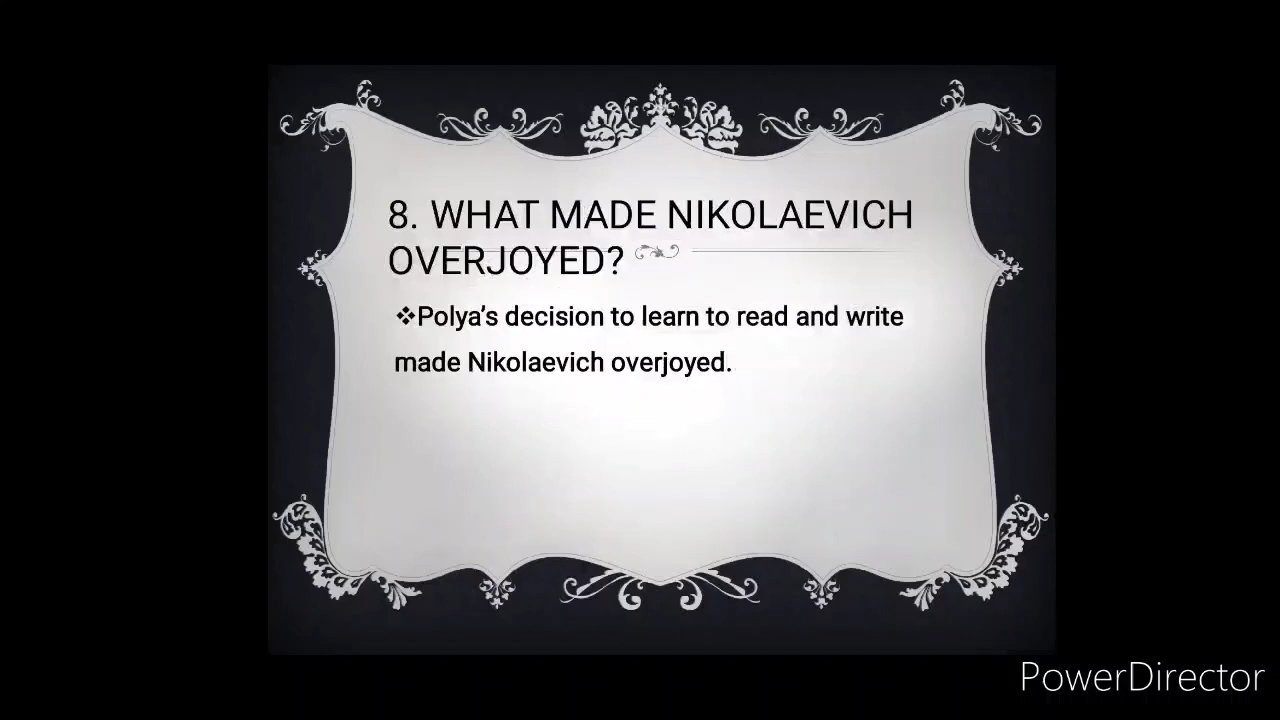 8. WHAT MADE NIKOLAEVICH
OVERJOYED?
❖Polya’s decision to learn to read and write
made Nikolaevich overjoyed.
PowerDirector